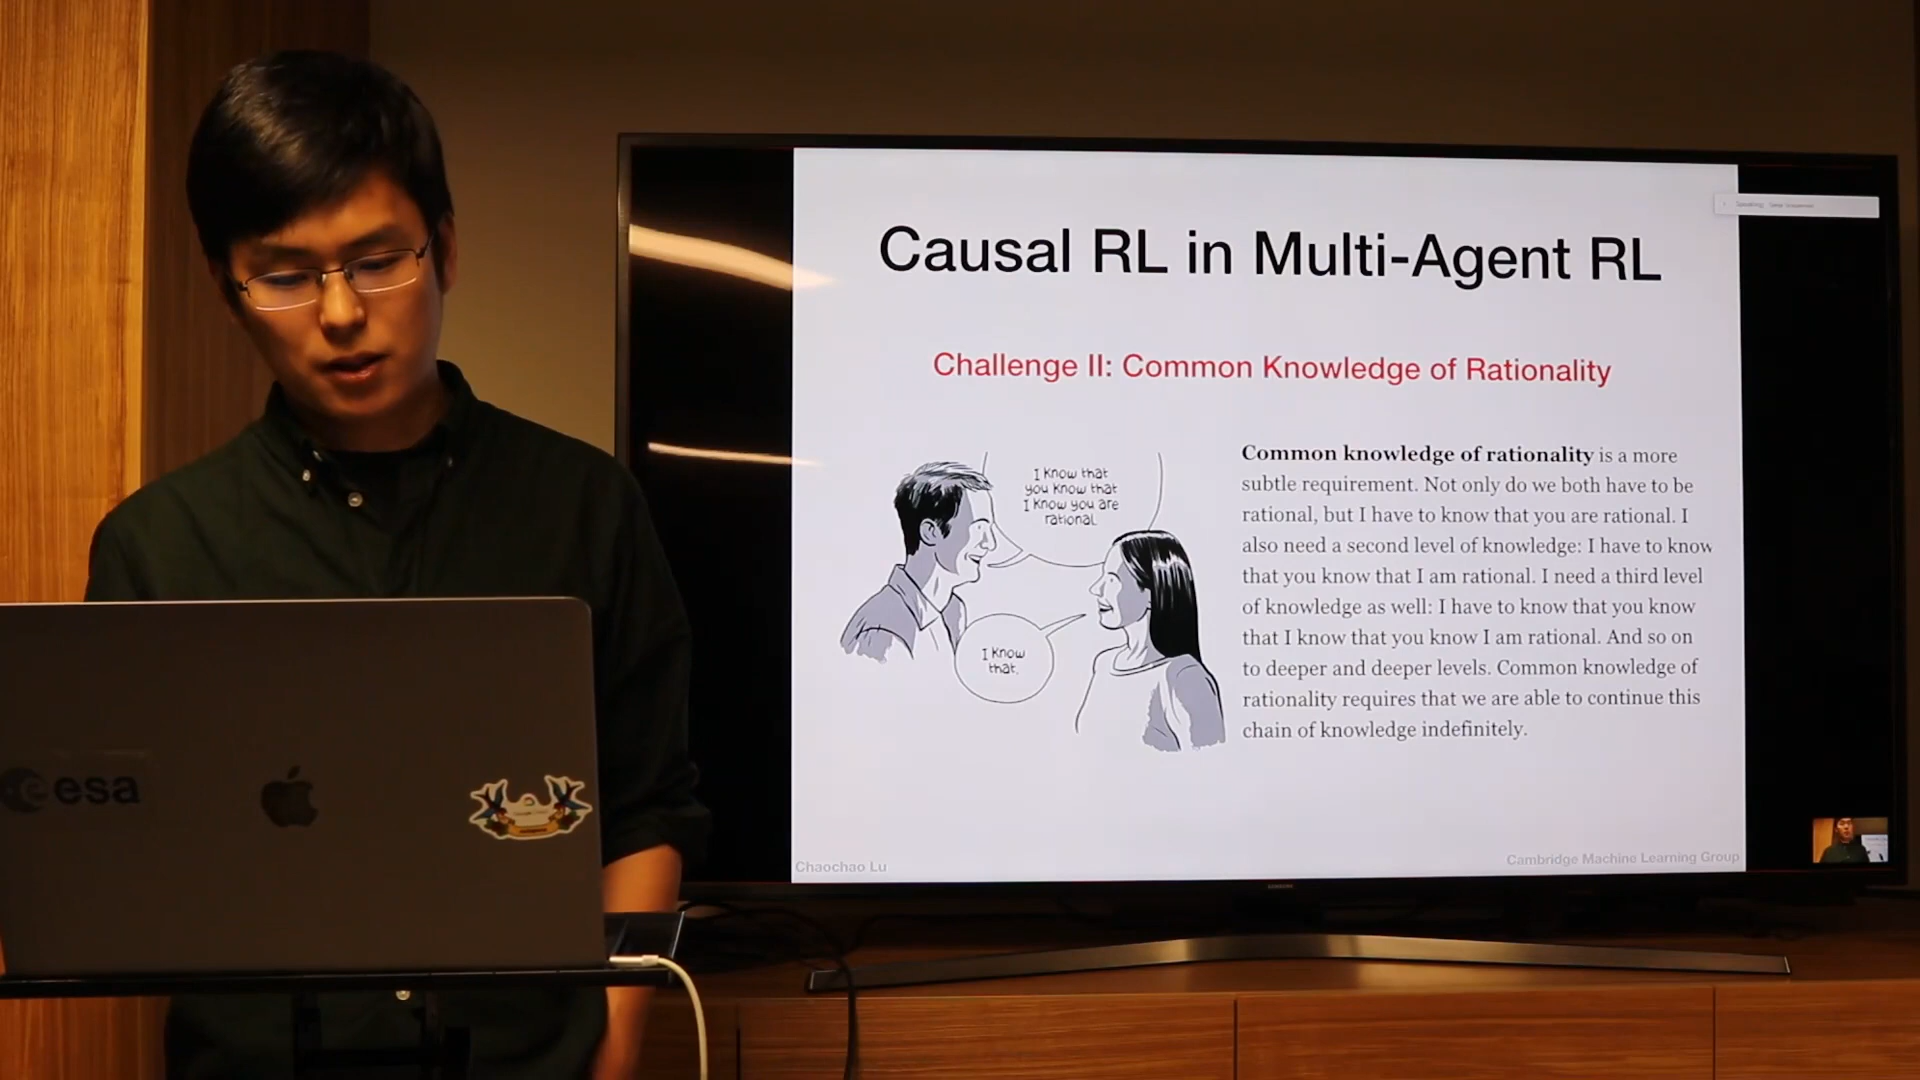 Causal RL in Multi-Agent RL
Challenge II: Common Knowledge of Rationality
I know that
you know that
I know you are
rational.
I know
that.
Common knowledge of rationality is a more
subtle requirement. Not only do we both have to be
rational, but I have to know that you are rational. I
also need a second level of knowledge: I have to know
that you know that I am rational. I need a third level
of knowledge as well: I have to know that you know
that I know that you know I am rational. And so on
to deeper and deeper levels. Common knowledge of
rationality requires that we are able to continue this
chain of knowledge indefinitely.
Chaochao Lu
Cambridge Machine Learning Group
SAMSUNG
esa